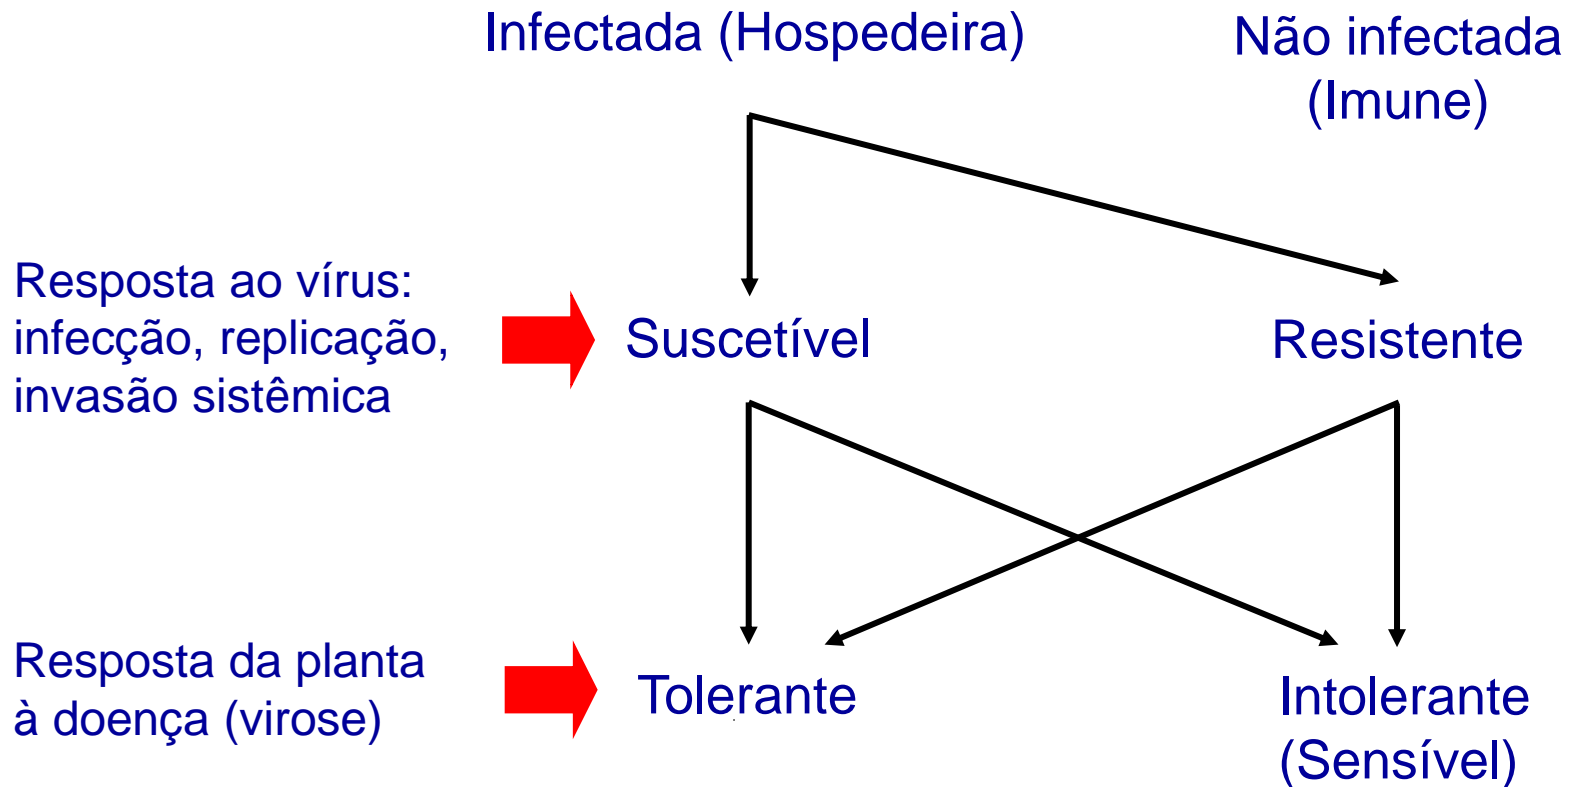 Infectada (Hospedeira)
Não infectada
(Imune)
Resposta ao vírus:
infecção, replicação,
invasão sistêmica
Suscetível
Resistente
Resposta da planta
à doença (virose)
Tolerante
Intolerante
(Sensível)